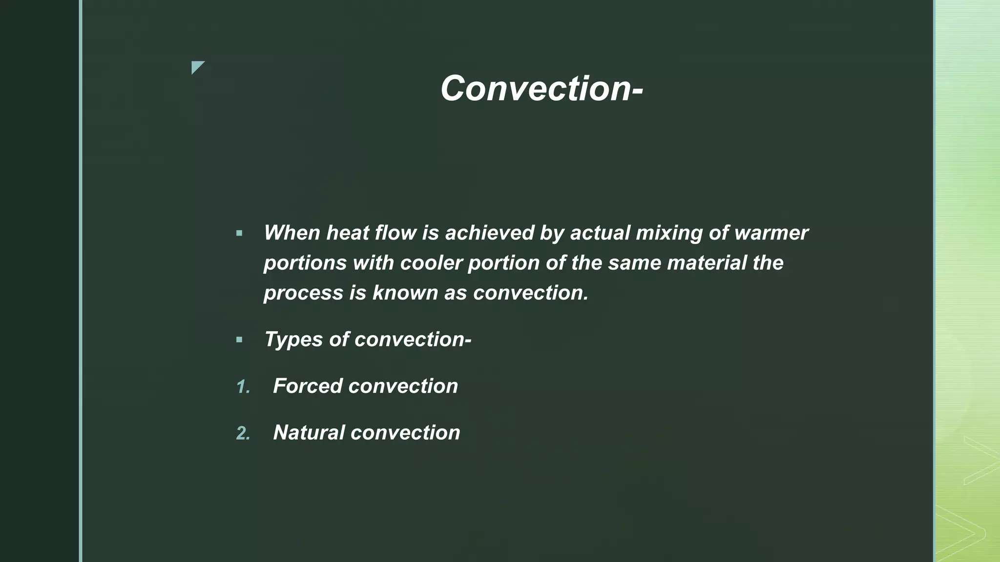 Convection-
▪ When heat flow is achieved by actual mixing of warmer
portions with cooler portion of the same material the
process is known as convection.
▪ Types of convection-
1. Forced convection
2. Natural convection